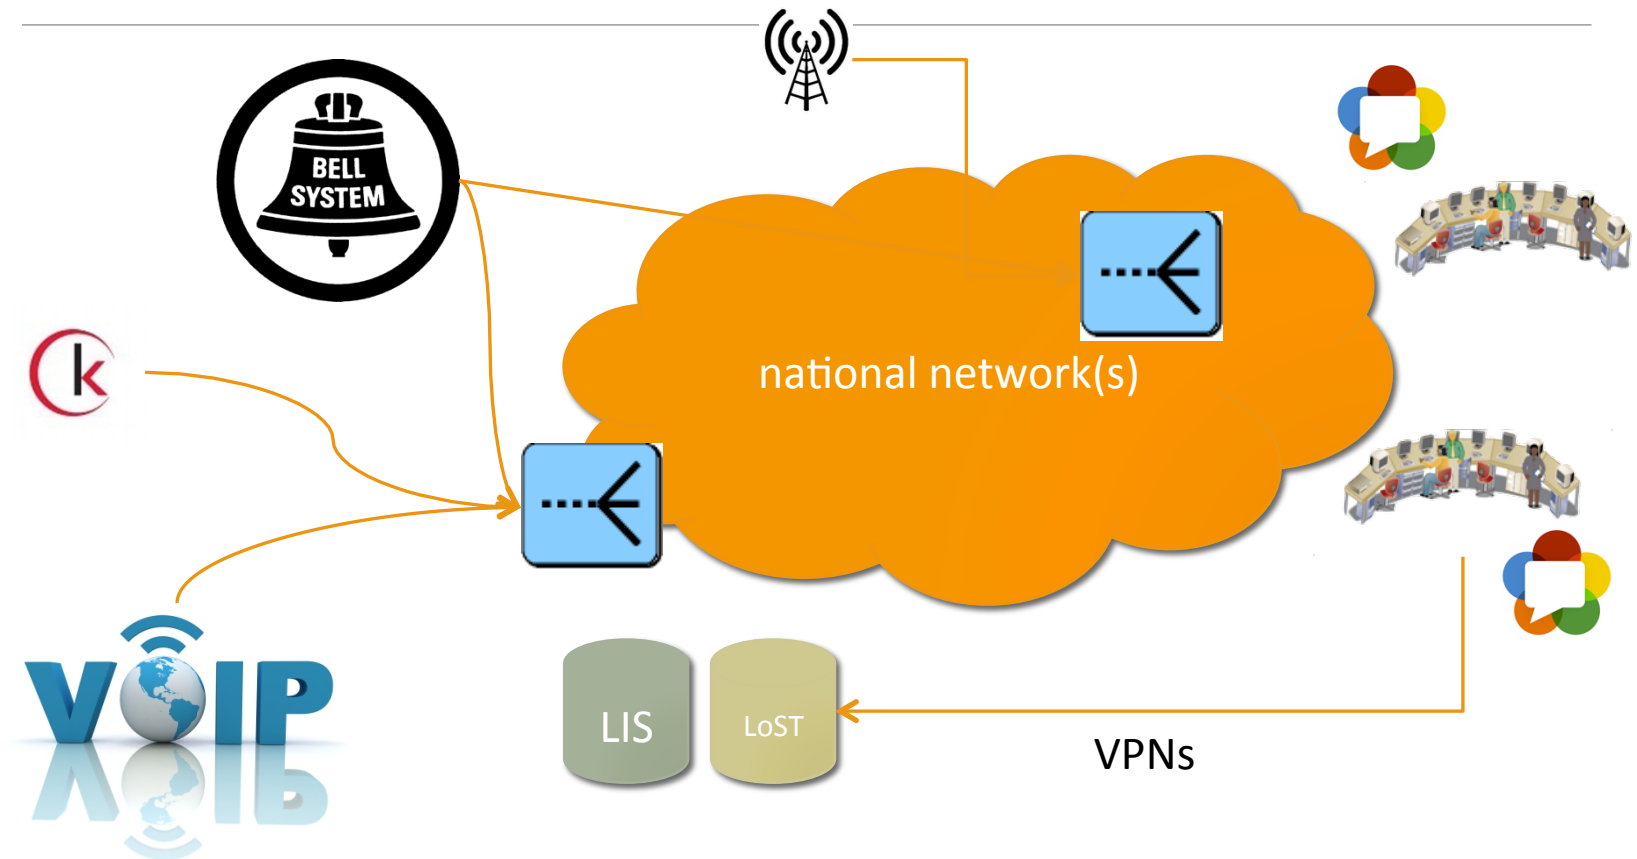 BELL
SYSTEM
k
national network(s)
VOIP
LIS
LoST
VPNs